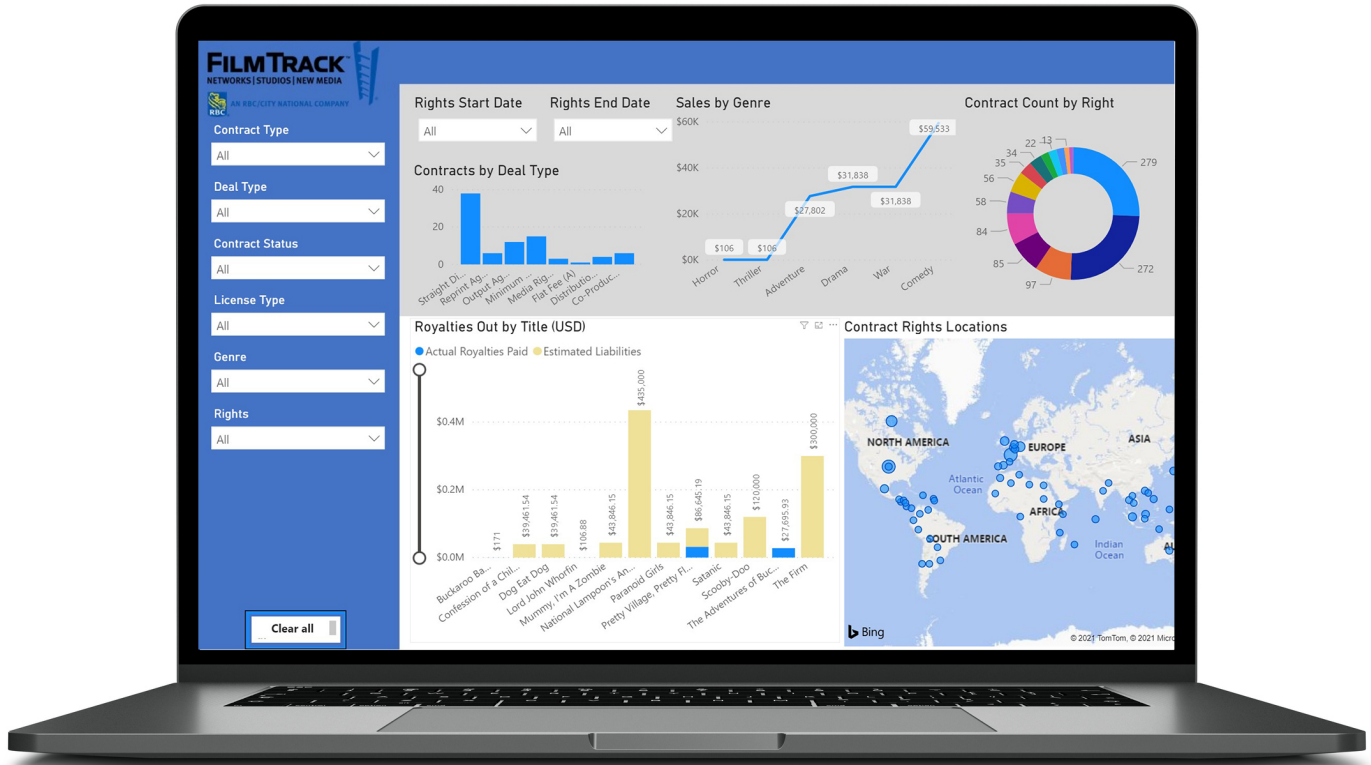 FILMTRACK
NETWORKS | STUDIOS | NEW MEDIA
RBC
AN RBC/CITY NATIONAL COMPANY
Contract Type
All
Deal Type
All
Contract Status
All
License Type
All
Genre
All
Rights
All
Clear all
Rights Start Date
All
Rights End Date
All
Contracts by Deal Type
40
20
0
Straight Di...
Reprint Ag...
Output Ag...
Minimum ...
Media Rig...
Flat Fee (A)
Distributio...
Co-Produc...
Sales by Genre
$60K
$40K
$20K
$0K
$106
$106
$27,802
$31,838
$31,838
$59,533
Horror
Thriller
Adventure
Drama
War
Comedy
Contract Count by Right
279
272
97
85
84
58
56
35
34
22
13
Royalties Out by Title (USD)
Actual Royalties Paid
Estimated Liabilities
$0.4M
$0.2M
$0.0M
$171
$39,461.54
$39,461.54
$106.88
$43,846.15
$435,000
$43,846.15
$86,645.19
$43,846.15
$120,000
$27,695.93
$300,000
Buckaroo Ba...
Confession of a Chil...
Dog Eat Dog
Lord John Whorfin
Mummy, I'm A Zombie
National Lampoon's An...
Paranoid Girls
Pretty Village, Pretty Fl...
Satanic
Scooby-Doo
The Adventures of Buc...
The Firm
Contract Rights Locations
NORTH AMERICA
EUROPE
ASIA
Atlantic
Ocean
AFRICA
SOUTH AMERICA
Indian
Ocean
AU
Bing
© 2021 TomTom, © 2021 Micro